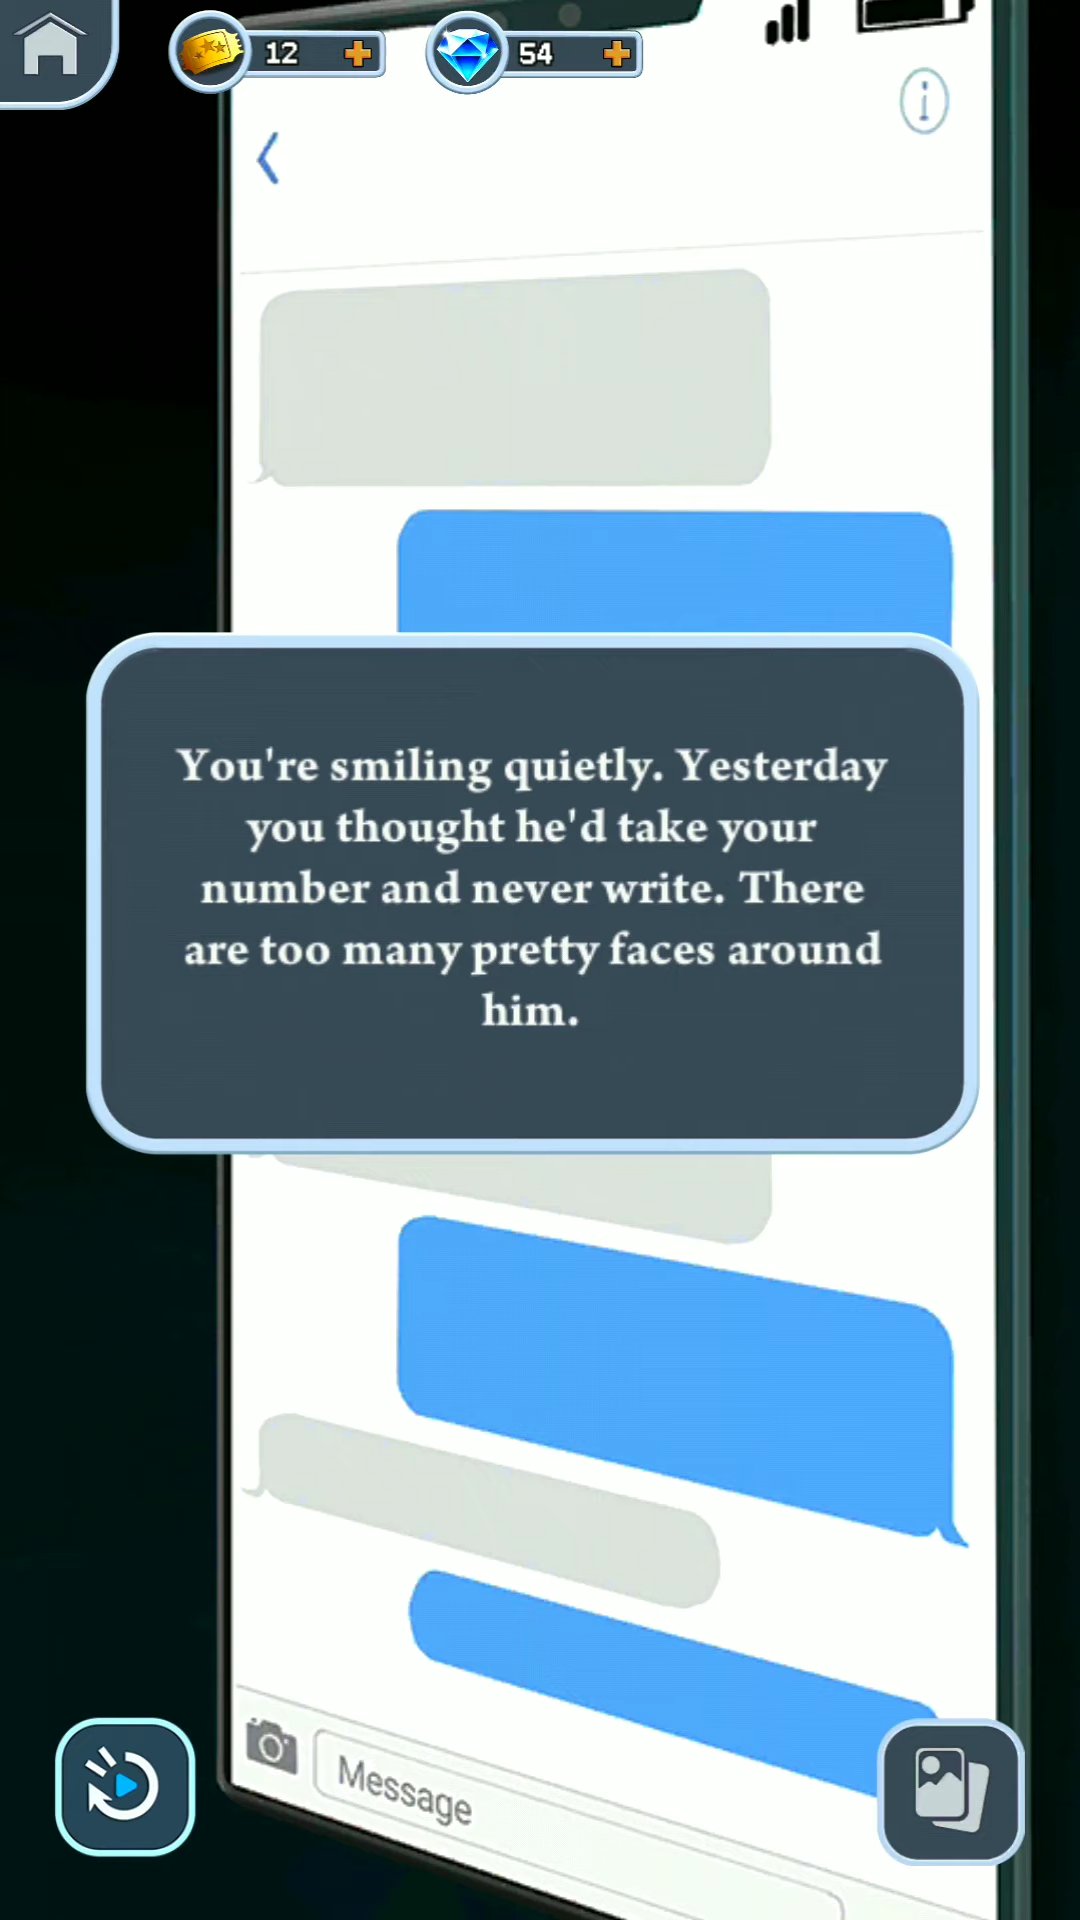 12
54
You're smiling quietly. Yesterday
you thought he'd take your
number and never write. There
are too many pretty faces around
him.
Message